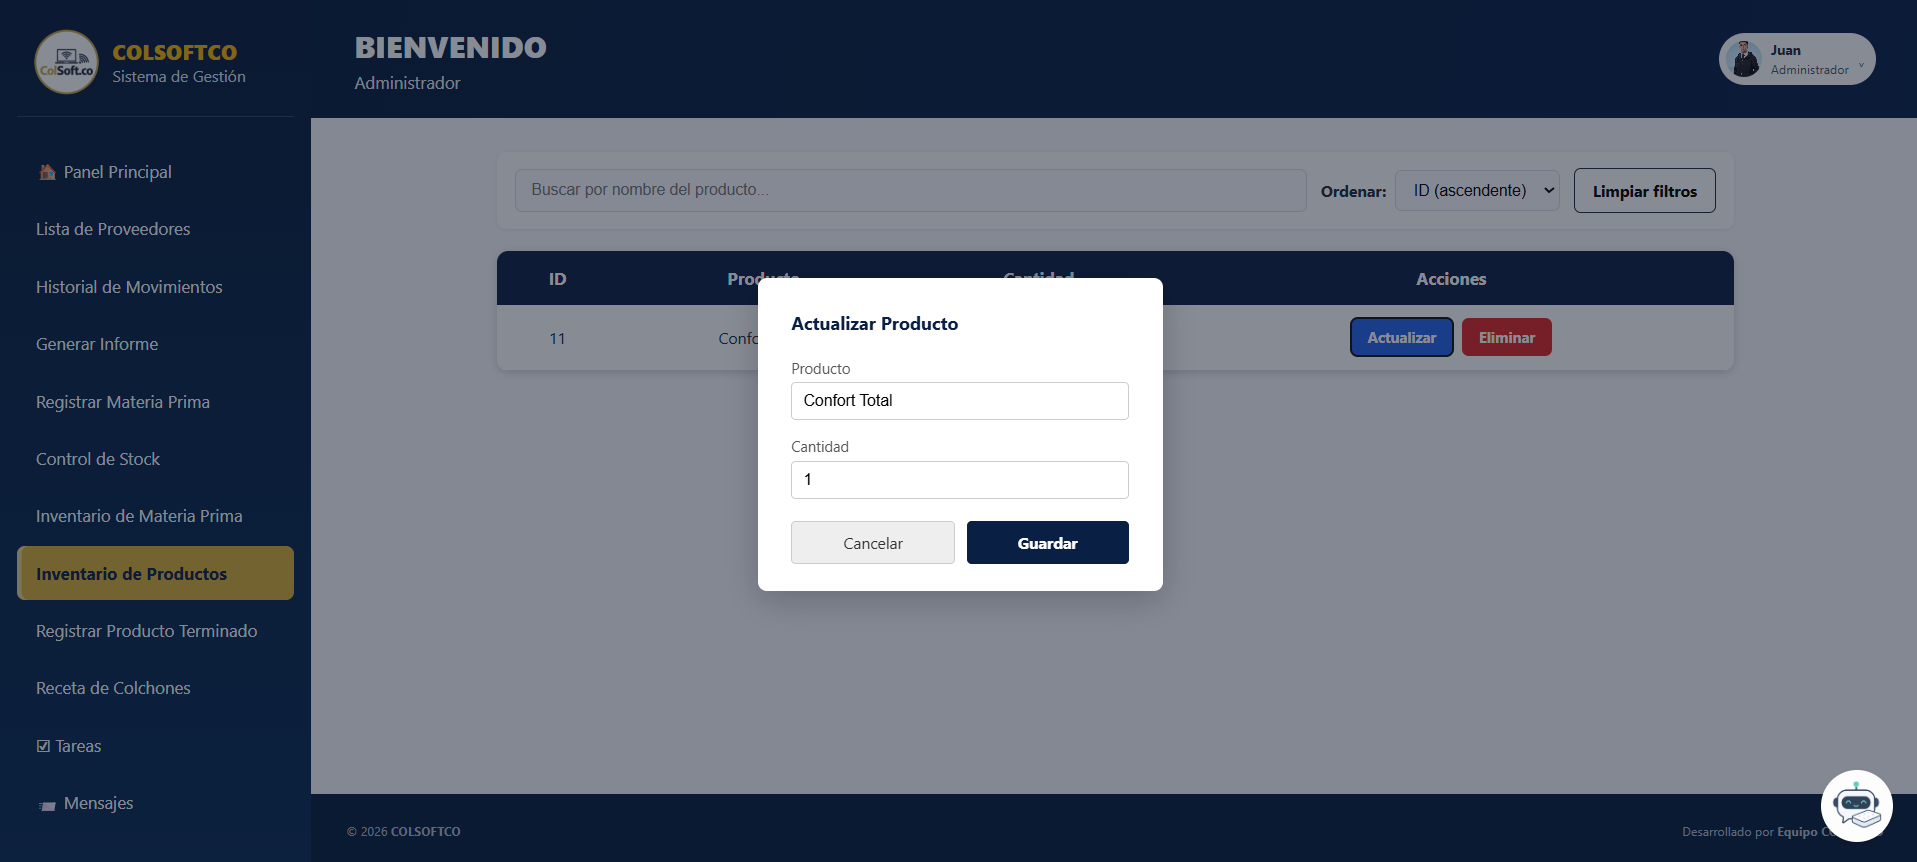 ColSoft.co
COLSOFTCO
Sistema de Gestión
BIENVENIDO
Administrador
Juan
Administrador
Panel Principal
Lista de Proveedores
Historial de Movimientos
Generar Informe
Registrar Materia Prima
Control de Stock
Inventario de Materia Prima
Inventario de Productos
Registrar Producto Terminado
Receta de Colchones
Tareas
Mensajes
Buscar por nombre del producto...
Ordenar:
ID (ascendente)
Limpiar filtros
ID
Producto
Cantidad
Acciones
11
Confo
Actualizar
Eliminar
Actualizar Producto
Producto
Confort Total
Cantidad
1
Cancelar
Guardar
© 2026 COLSOFTCO
Desarrollado por Equipo